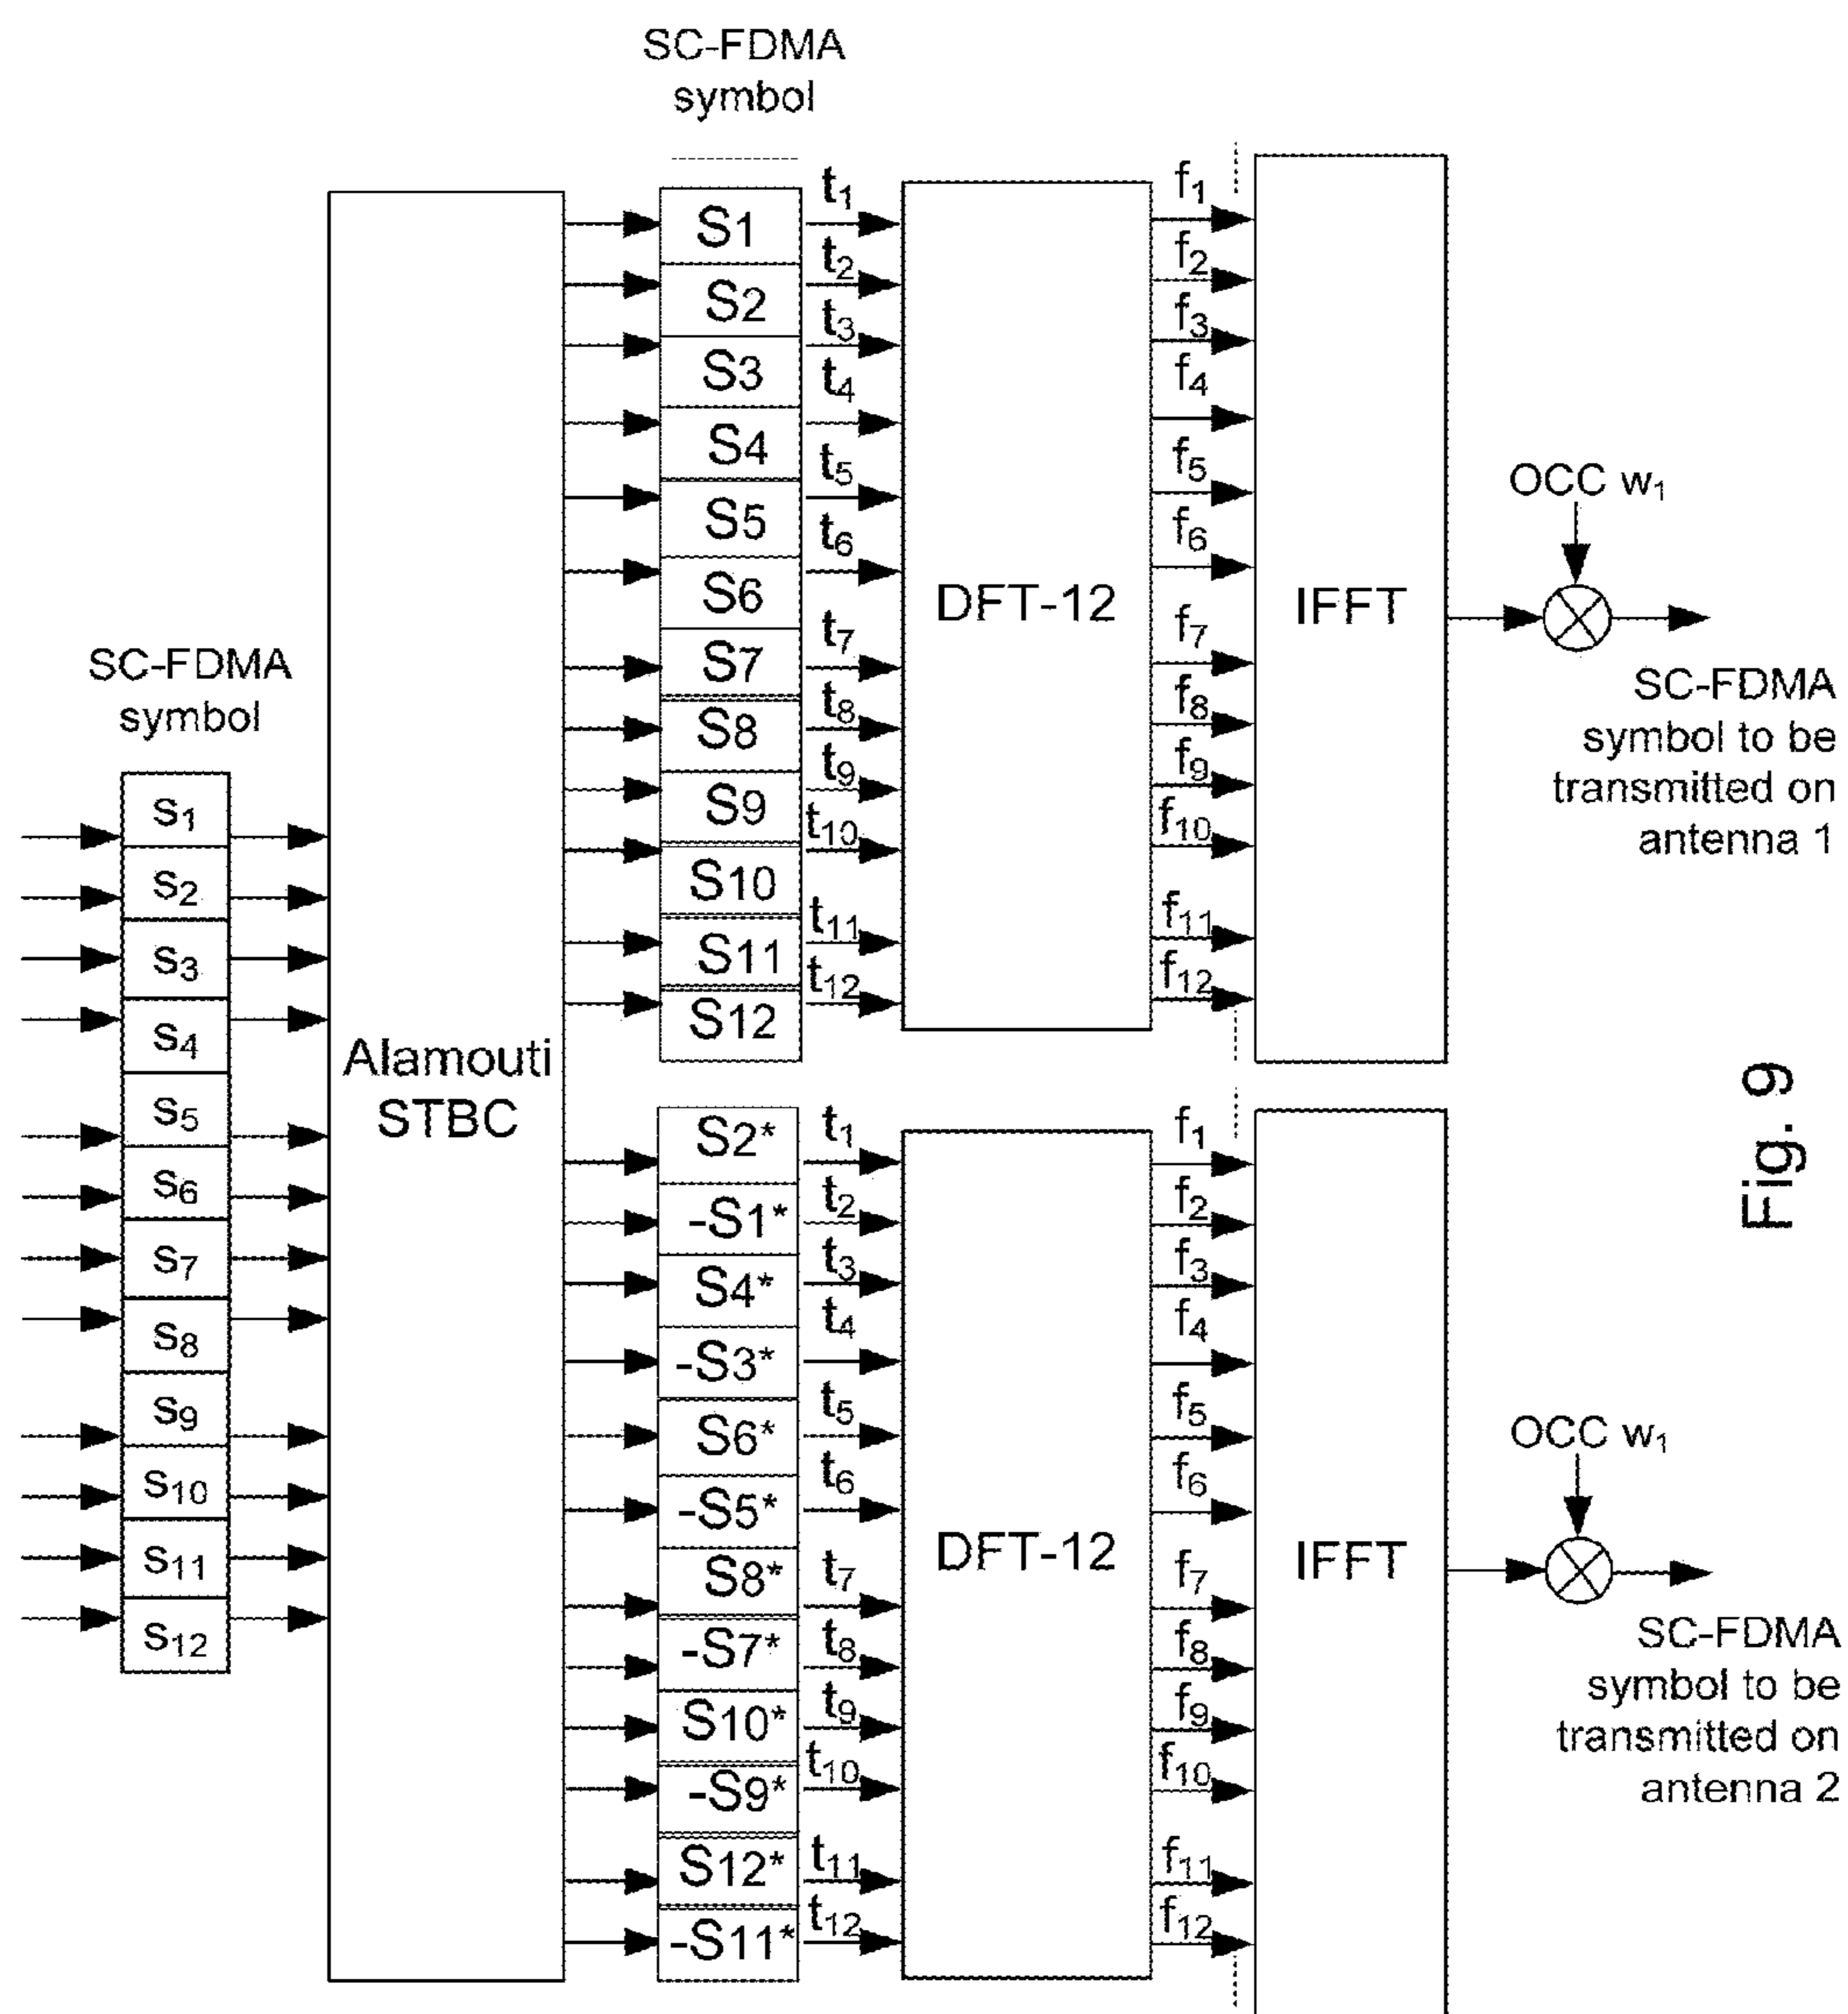 SC-FDMA
symbol
S1
S2
S3
S4
S5
S6
S7
S8
S9
S10
S11
S12
Alamouti
STBC
SC-FDMA
symbol
S1
S2
S3
S4
S5
S6
S7
S8
S9
S10
S11
S12
t1
t2
t3
t4
t5
t6
t7
t8
t9
t10
t11
t12
DFT-12
f1
f2
f3
f4
f5
f6
f7
f8
f9
f10
f11
f12
IFFT
OCC w1
SC-FDMA
symbol to be
transmitted on
antenna 1
S2*
-S1*
S4*
-S3*
S6*
-S5*
S8*
-S7*
S10*
-S9*
S12*
-S11*
t1
t2
t3
t4
t5
t6
t7
t8
t9
t10
t11
t12
DFT-12
f1
f2
f3
f4
f5
f6
f7
f8
f9
f10
f11
f12
IFFT
OCC w1
SC-FDMA
symbol to be
transmitted on
antenna 2
Fig. 9